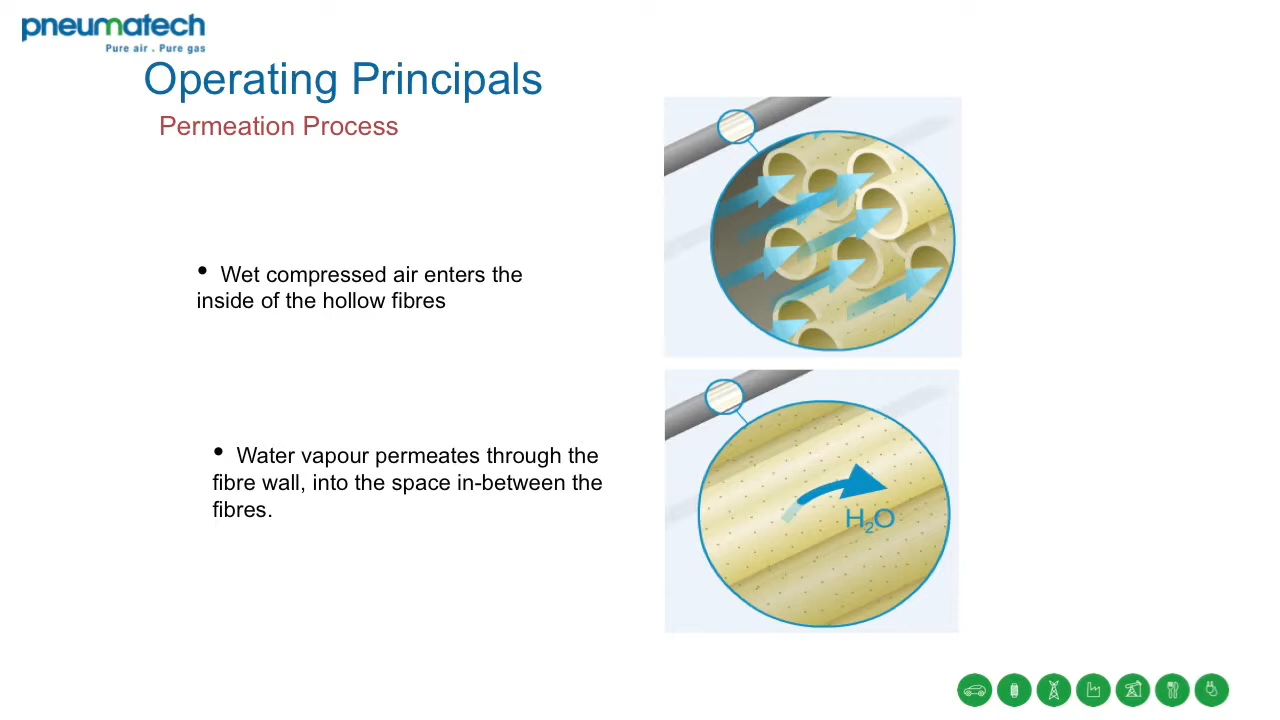 pneumatech
Pure air . Pure gas
Operating Principals
Permeation Process
• Wet compressed air enters the
inside of the hollow fibres
• Water vapour permeates through the
fibre wall, into the space in-between the
fibres.
H₂O